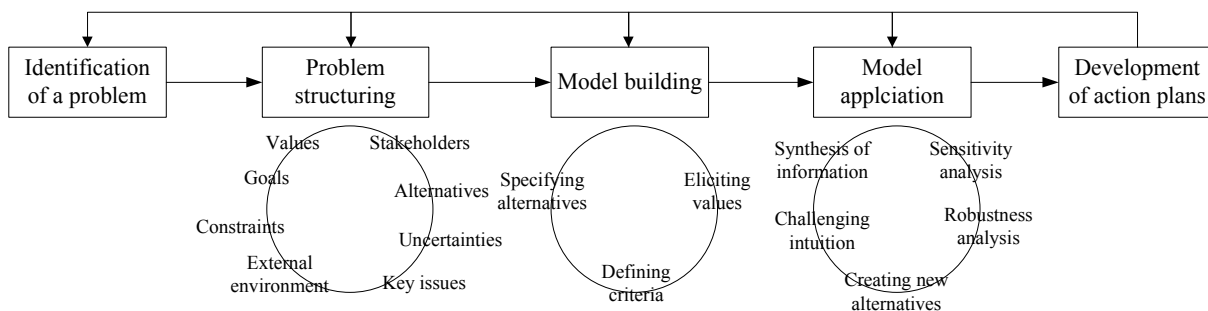 Identification
of a problem
Problem
structuring
Model building
Model
applciation
Development
of action plans
Values
Stakeholders
Goals
Alternatives
Constraints
Uncertainties
External
environment
Key issues
Specifying
alternatives
Eliciting
values
Defining
criteria
Synthesis of
information
Sensitivity
analysis
Challenging
intuition
Robustness
analysis
Creating new
alternatives